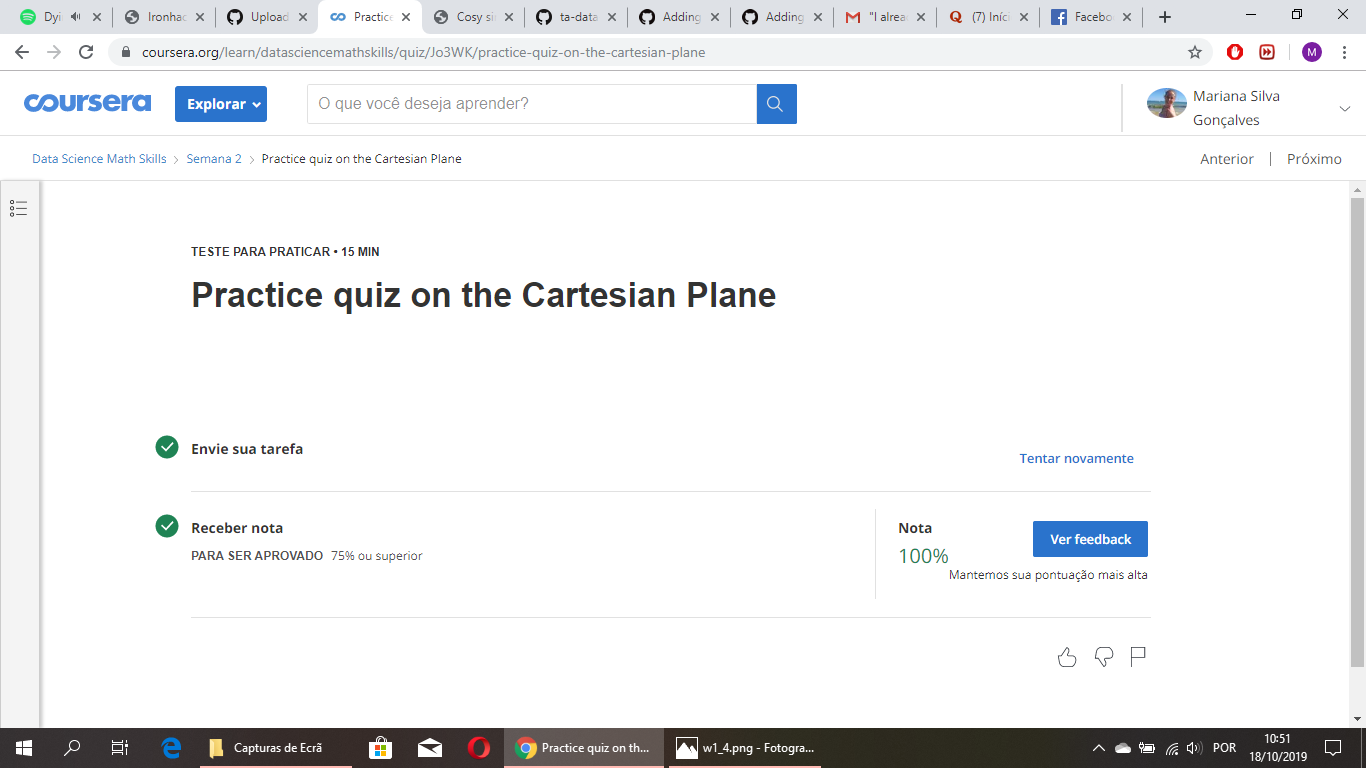 Dyi
Ironhac
Upload
Practice
Cosy si
ta-data
Adding
Adding
"I alrea
(7) Iníci
Facebo
coursera.org/learn/datasciencemathskills/quiz/Jo3WK/practice-quiz-on-the-cartesian-plane
M
coursera
Explorar
O que você deseja aprender?
Mariana Silva
Gonçalves
Data Science Math Skills > Semana 2 > Practice quiz on the Cartesian Plane
Anterior | Próximo
TESTE PARA PRATICAR • 15 MIN
Practice quiz on the Cartesian Plane
Envie sua tarefa
Tentar novamente
Receber nota
PARA SER APROVADO 75% ou superior
Nota
100%
Ver feedback
Mantemos sua pontuação mais alta
Capturas de Ecrã
Practice quiz on th...
w1_4.png - Fotogra...
POR
10:51
18/10/2019